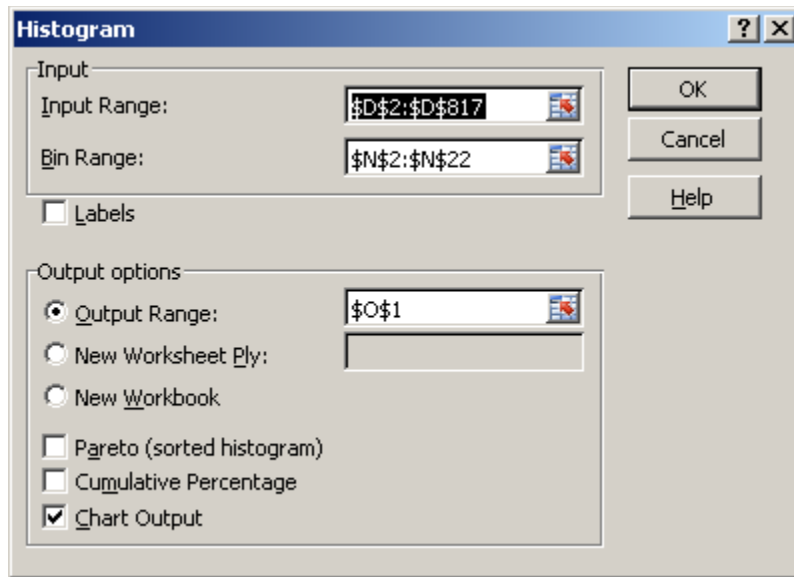 Histogram
Input
Input Range: $D$2:$D$817
Bin Range: $N$2:$N$22
Labels
OK
Cancel
Help
Output options
Output Range: $O$1
New Worksheet Ply:
New Workbook
Pareto (sorted histogram)
Cumulative Percentage
Chart Output